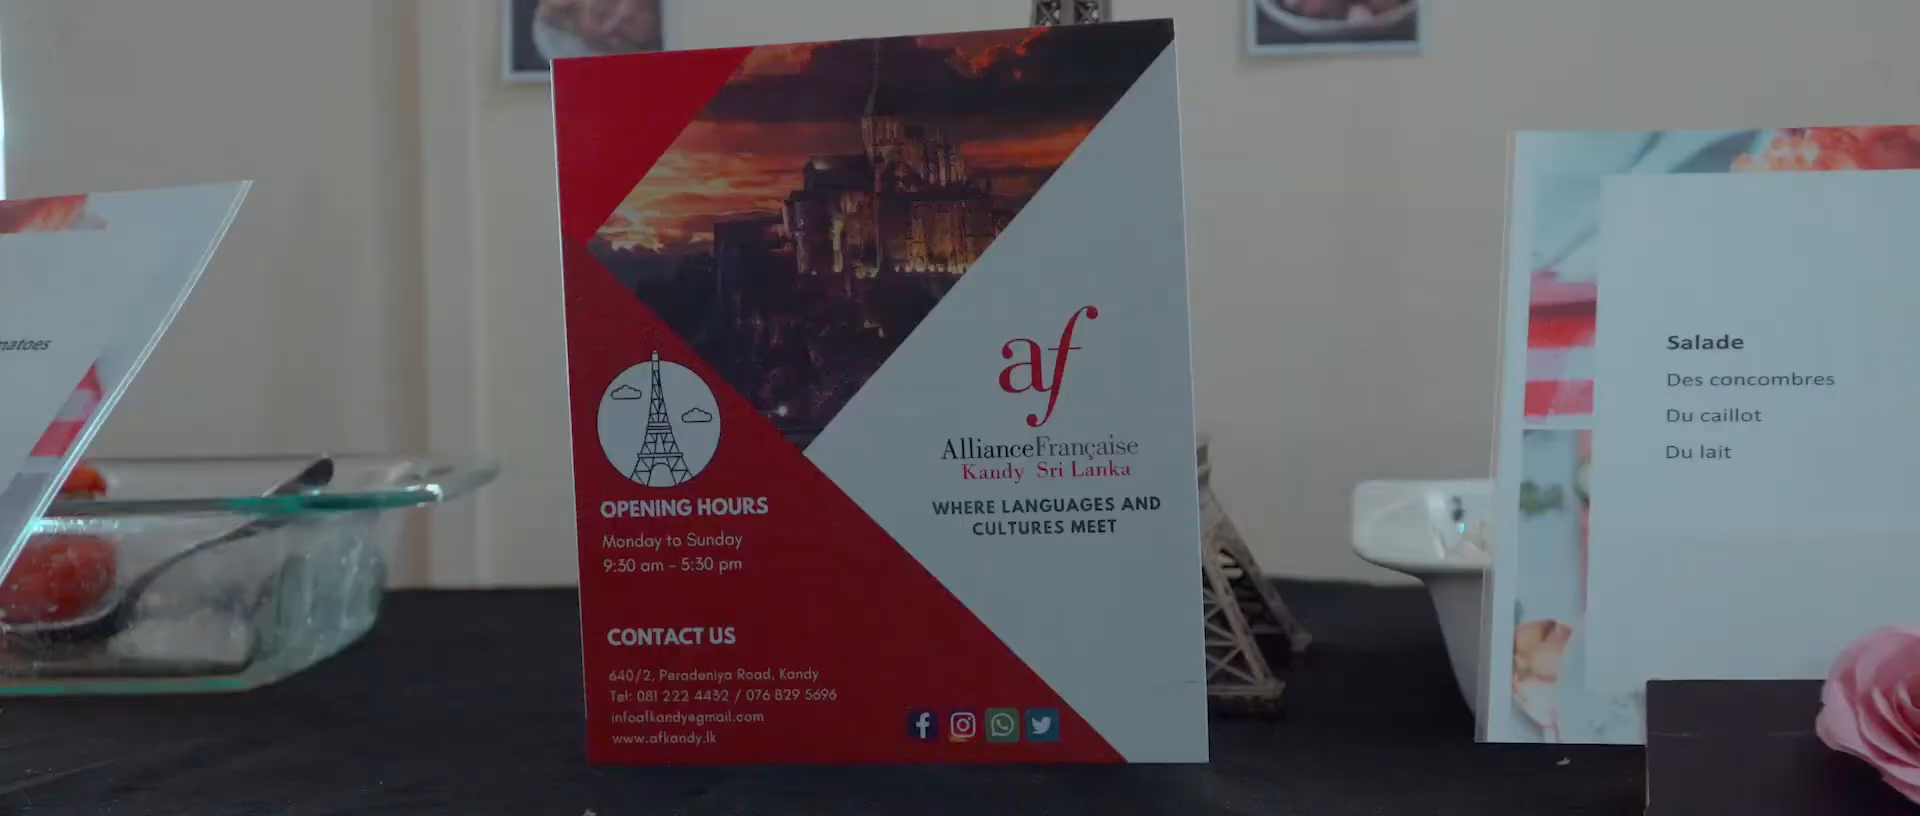 matoes
af
AllianceFrançaise
Kandy Sri Lanka
WHERE LANGUAGES AND
CULTURES MEET
OPENING HOURS
Monday to Sunday
9:30 am - 5:30 pm
CONTACT US
640/2, Peradeniya Road, Kandy
Tel: 081 222 4432 / 076 829 5696
infoafkandy@gmail.com
www.afkandy.lk
Salade
Des concombres
Du caillot
Du lait